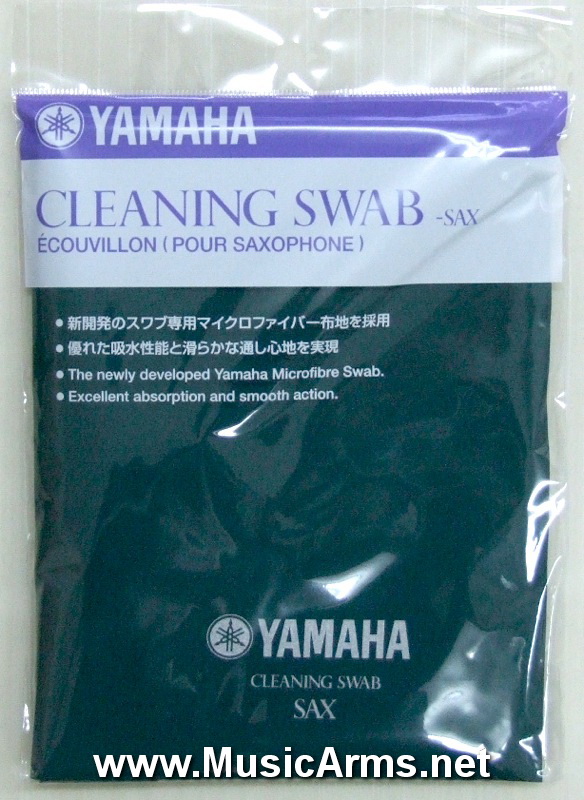 YAMAHA
CLEANING SWAB -SAX
ÉCOUVILLON ( POUR SAXOPHONE )
● 新開発のスワブ専用マイクロファイバー布地を採用
● 優れた吸水性能と滑らかな通し心地を実現
● The newly developed Yamaha Microfibre Swab.
● Excellent absorption and smooth action.
YAMAHA
CLEANING SWAB
SAX
www.MusicArms.net